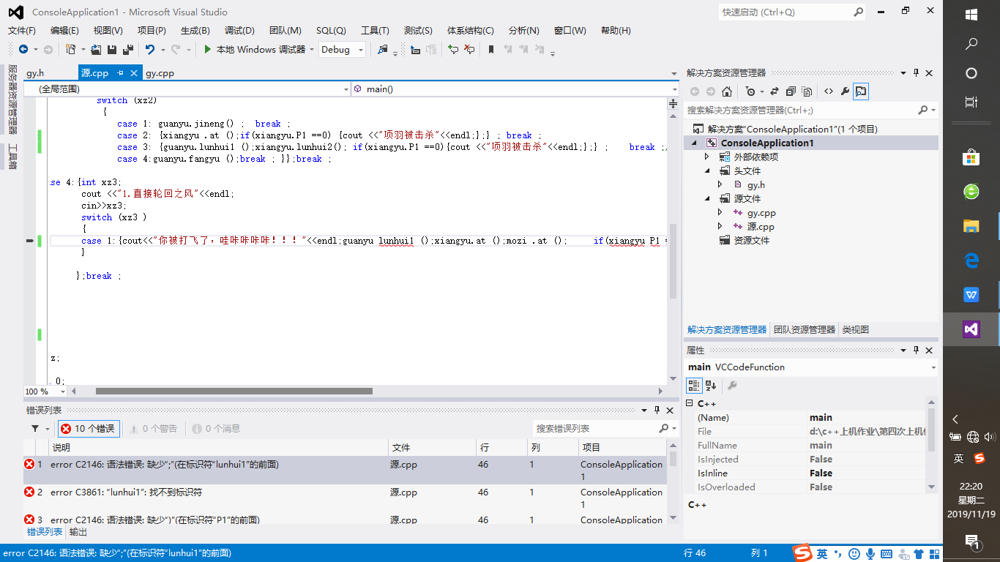 ConsoleApplication1 - Microsoft Visual Studio
快速启动 (Ctrl+Q)
文件(F) 编辑(E) 视图(V) 项目(P) 生成(B) 调试(D) 团队(M) SQL(Q) 工具(T) 测试(S) 体系结构(C) 分析(N) 窗口(W) 帮助(H)
本地 Windows 调试器 Debug
服务器资源管理器
工具箱
gy.h 源.cpp gy.cpp
(全局范围) main()
switch (xz2)
{
case 1: guanyu.jineng() ; break ;
case 2: {xiangyu .at ();if(xiangyu.P1 ==0) {cout <<"项羽被击杀"<<endl;};} ; break ;
case 3: {guanyu.lunhui1 ();xiangyu.lunhui2(); if(xiangyu.P1 ==0){cout <<"项羽被击杀"<<endl;};} ; break ;
case 4:guanyu.fangyu ();break ; }};break ;
se 4:{int xz3;
cout <<"1.直接轮回之风"<<endl;
cin>>xz3;
switch (xz3 )
{
case 1:{cout<<"你被打飞了，哇咔咔咔咔！！！"<<endl;guanyu lunhui1 ();xiangyu.at ();mozi .at (); if(xiangyu P1 =
}
};break ;
z;
0;
100 %
错误列表
10 个错误 0 个警告 0 个消息
搜索错误列表
说明 文件 行 列 项目
1 error C2146: 语法错误: 缺少“;”(在标识符“lunhui1”的前面) 源.cpp 46 1 ConsoleApplication
1
2 error C3861: “lunhui1”: 找不到标识符 源.cpp 46 1 ConsoleApplication
1
3 error C2146: 语法错误: 缺少“)”(在标识符“P1”的前面) 源.cpp 46 1 ConsoleApplication
错误列表 输出
解决方案资源管理器
搜索解决方案资源管理器(Ctrl+;)
解决方案“ConsoleApplication1”(1 个项目)
ConsoleApplication1
外部依赖项
头文件
gy.h
源文件
gy.cpp
源.cpp
资源文件
解决方案资源管理器 团队资源管理器 类视图
属性
main VCCodeFunction
C++
(Name) main
File d:\c++上机作业\第四次上机
FullName main
IsInjected False
IsInline False
IsOverloaded False
C++
error C2146: 语法错误: 缺少“;”(在标识符“lunhui1”的前面)
行 46 列 1
英
英
22:20
星期二
2019/11/19
1